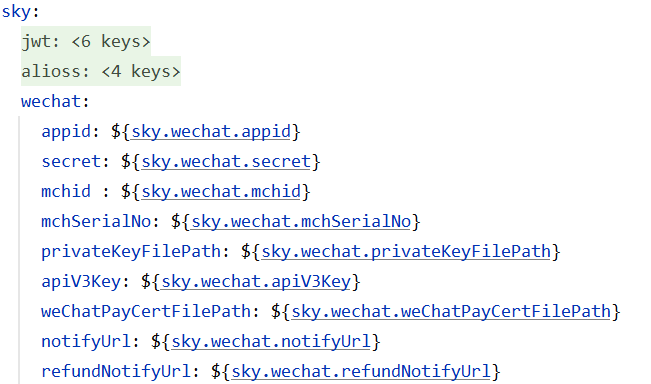 sky:
jwt: <6 keys>
alioss: <4 keys>
wechat:
appid: ${sky.wechat.appid}
secret: ${sky.wechat.secret}
mchid : ${sky.wechat.mchid}
mchSerialNo: ${sky.wechat.mchSerialNo}
privateKeyFilePath: ${sky.wechat.privateKeyFilePath}
apiV3Key: ${sky.wechat.apiV3Key}
weChatPayCertFilePath: ${sky.wechat.weChatPayCertFilePath}
notifyUrl: ${sky.wechat.notifyUrl}
refundNotifyUrl: ${sky.wechat.refundNotifyUrl}